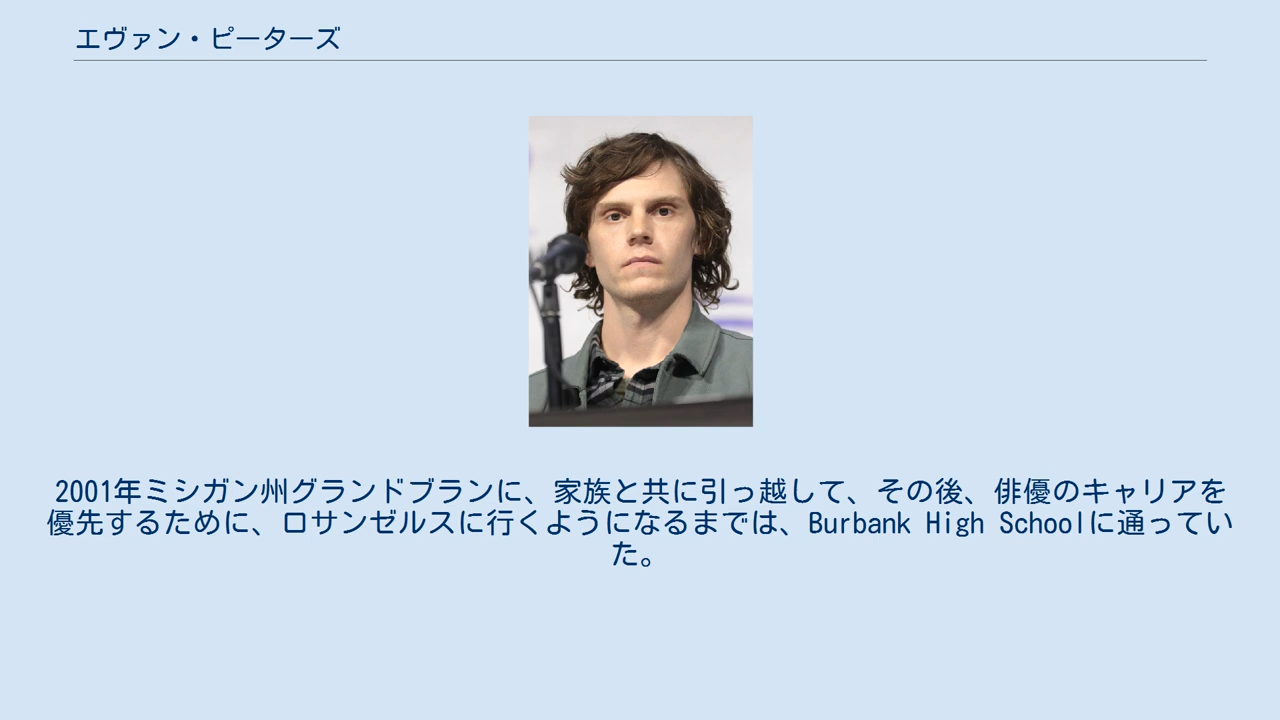 エヴァン・ピーターズ
2001年ミシガン州グランドブランに、家族と共に引っ越して、その後、俳優のキャリアを
優先するために、ロサンゼルスに行くようになるまでは、Burbank High Schoolに通ってい
た。